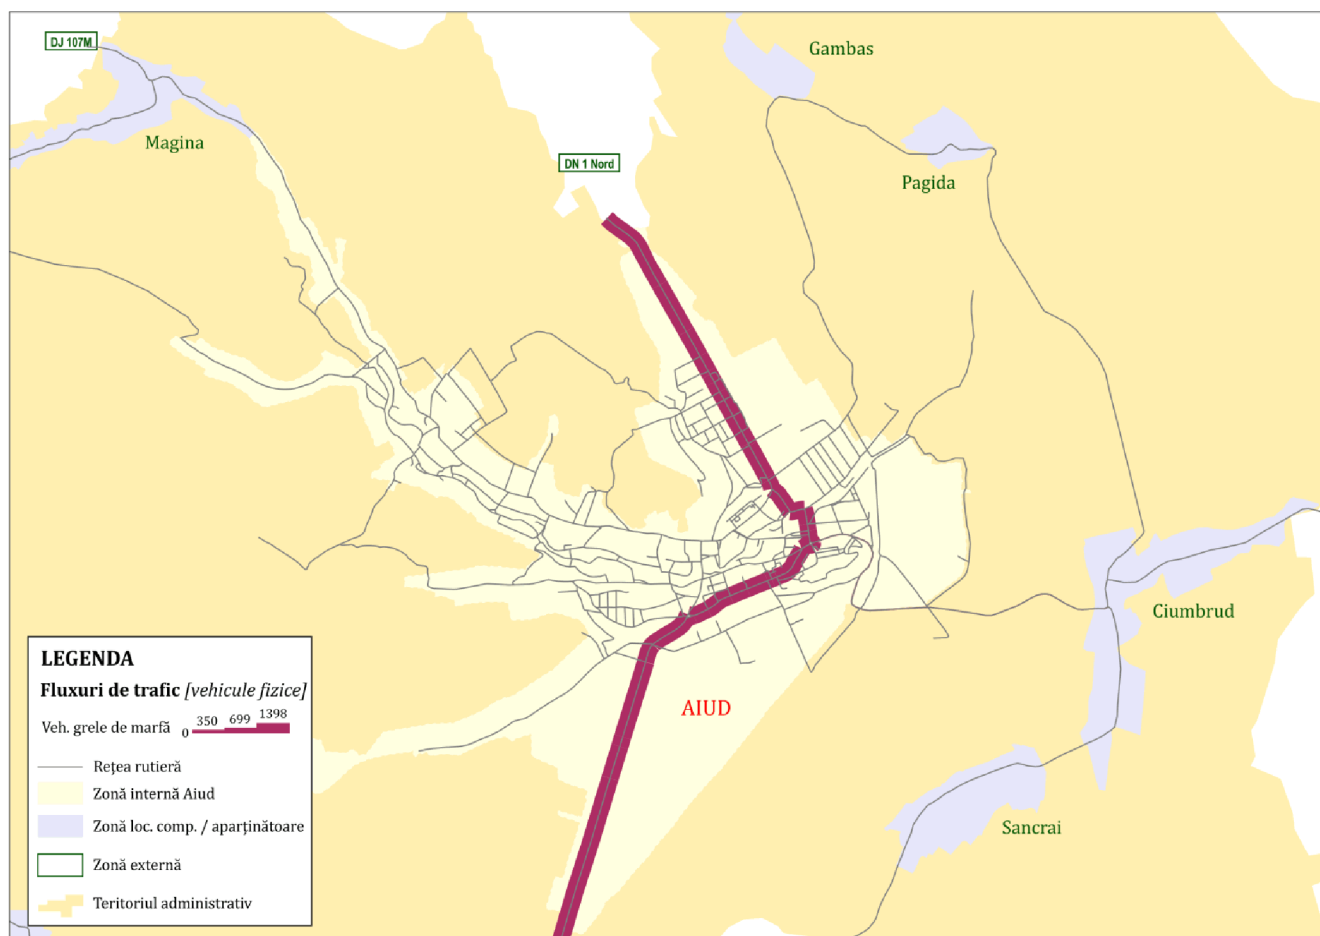 DJ 107M
Gambas
Magina
DN 1 Nord
Pagida
Ciumbrud
AIUD
Sancrai
LEGENDA
Fluxuri de trafic [vehicule fizice]
Veh. grele de marfă 0 350 699 1398
Rețea rutieră
Zonă internă Aiud
Zonă loc. comp. / aparținătoare
Zonă externă
Teritoriul administrativ